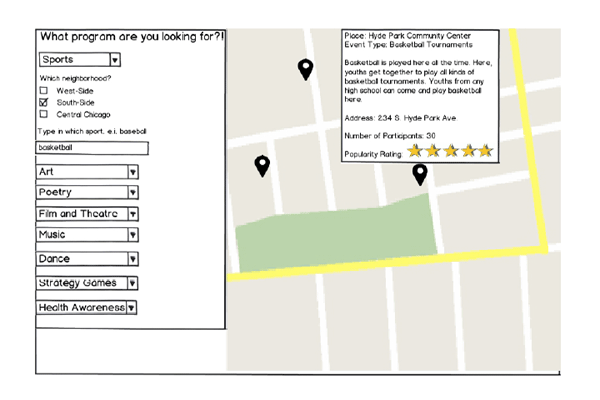 What program are you looking for?!
Sports
Which neighborhood?
West-Side
South-Side
Central Chicago
Type in which sport. e.i. baseball
basketball
Art
Poetry
Film and Theatre
Music
Dance
Strategy Games
Health Awareness
Place: Hyde Park Community Center
Event Type: Basketball Tournaments
Basketball is played here all the time. Here,
youths get together to play all kinds of
basketball tournaments. Youths from any
high school can come and play basketball
here.
Address: 234 S. Hyde Park Ave.
Number of Participants: 30
Popularity Rating: